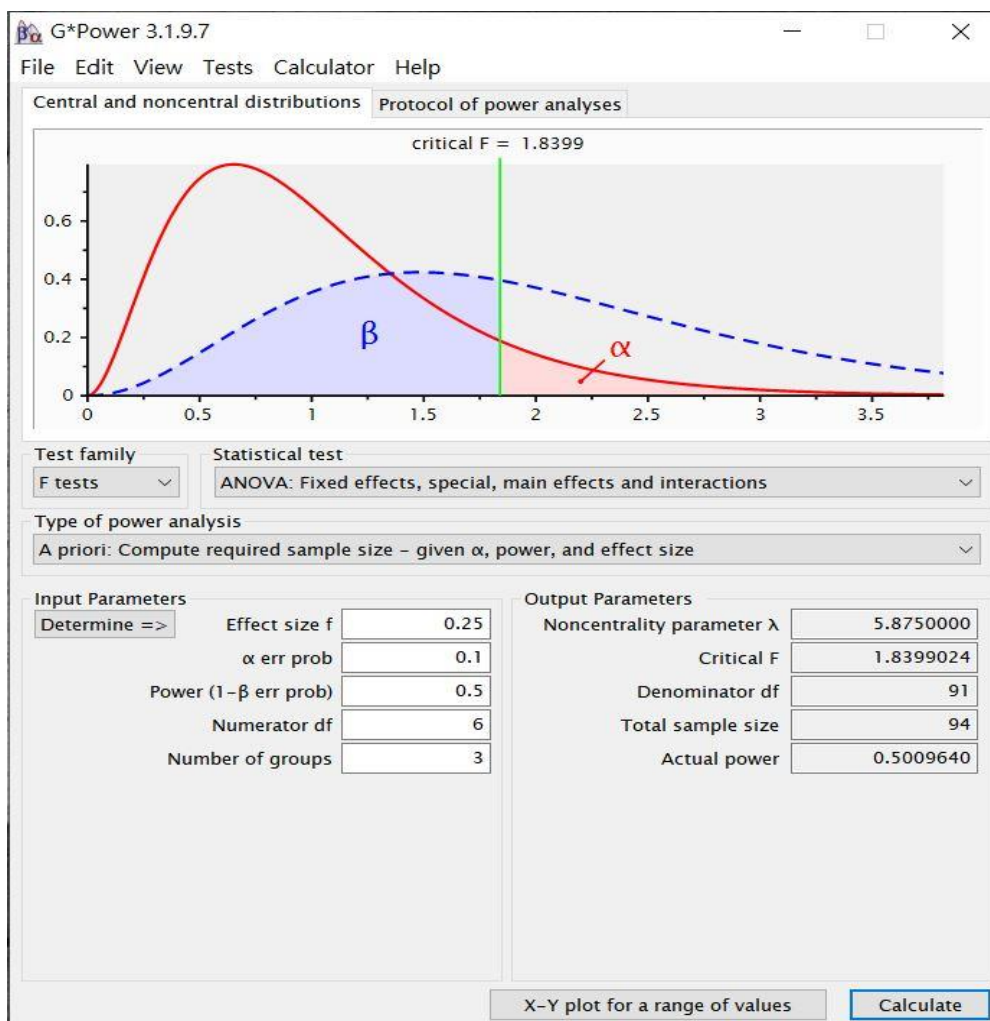 G*Power 3.1.9.7
File Edit View Tests Calculator Help
Central and noncentral distributions Protocol of power analyses
critical F = 1.8399
0.6
0.4
0.2
0
β
α
0 0.5 1 1.5 2 2.5 3 3.5
Test family Statistical test
F tests ANOVA: Fixed effects, special, main effects and interactions
Type of power analysis
A priori: Compute required sample size – given α, power, and effect size
Input Parameters Output Parameters
Determine => Effect size f 0.25 Noncentrality parameter λ 5.8750000
α err prob 0.1 Critical F 1.8399024
Power (1-β err prob) 0.5 Denominator df 91
Numerator df 6 Total sample size 94
Number of groups 3 Actual power 0.5009640
X-Y plot for a range of values Calculate